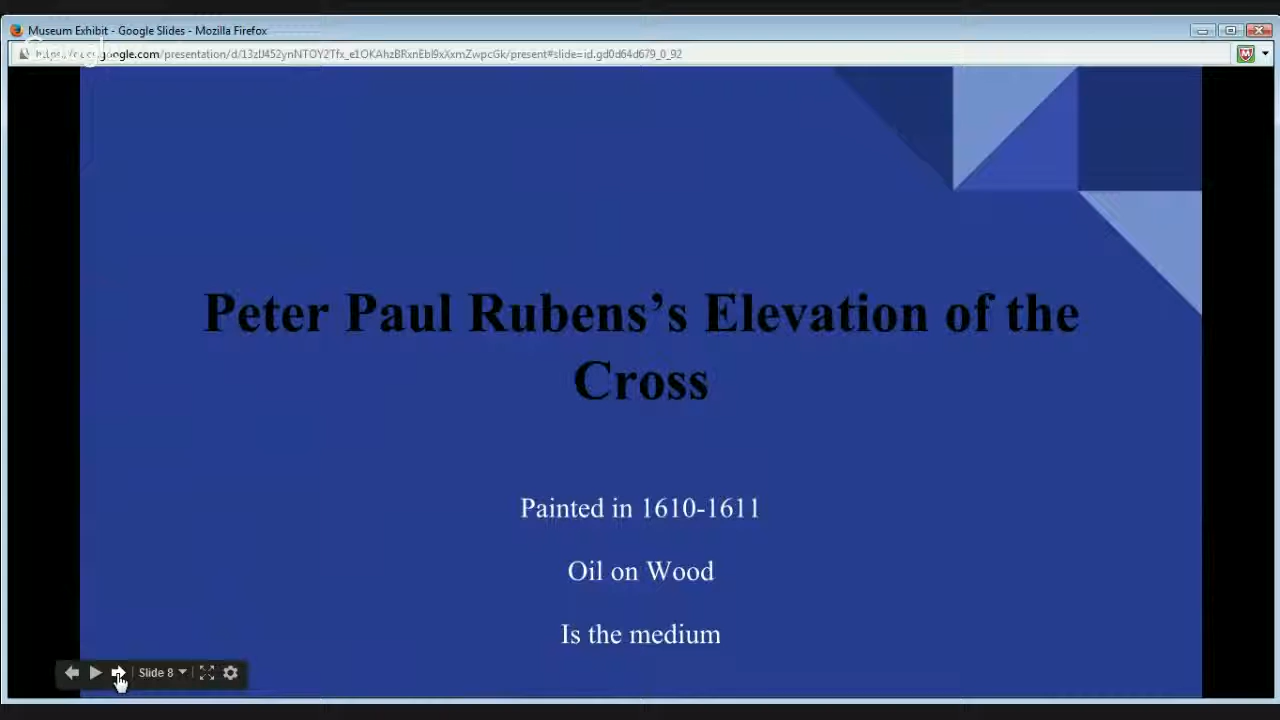 Museum Exhibit - Google Slides - Mozilla Firefox
Peter Paul Rubens’s Elevation of the
Cross
Painted in 1610-1611
Oil on Wood
Is the medium
Slide 8